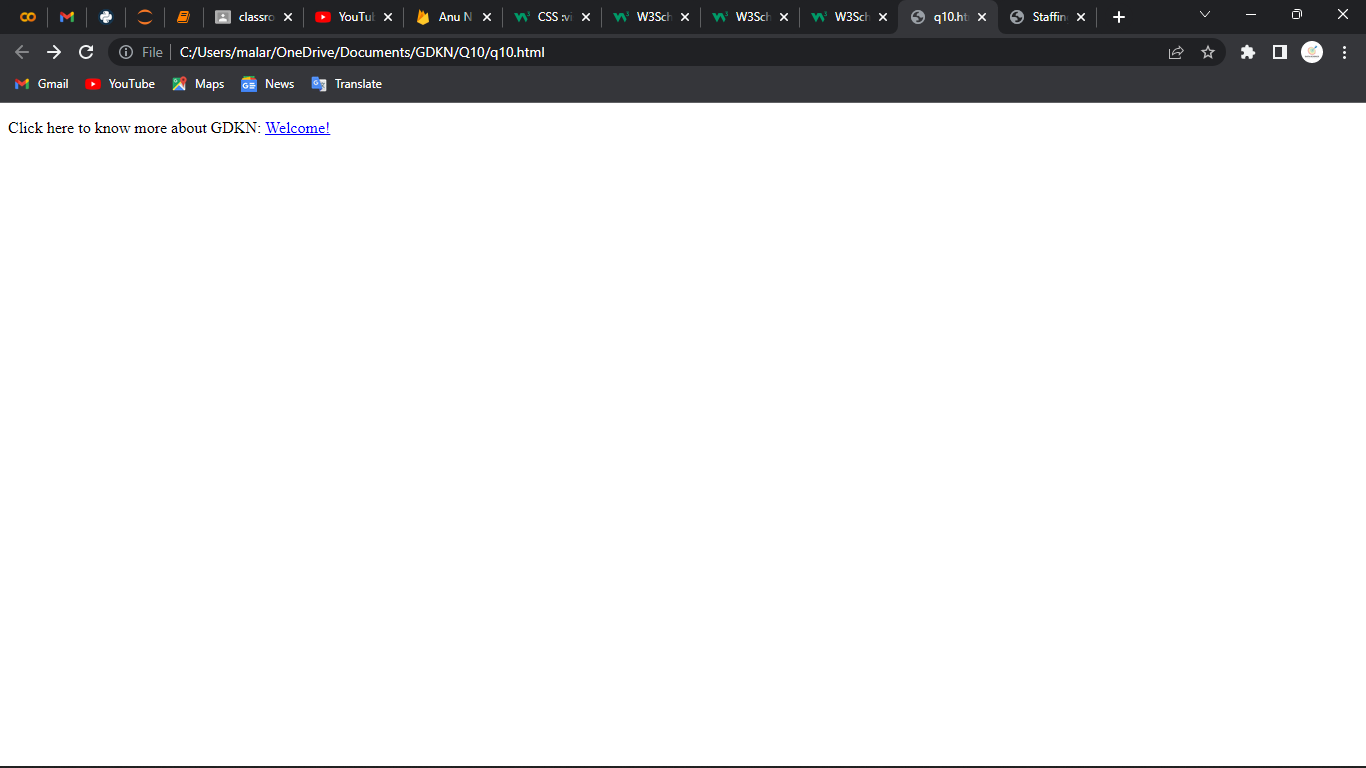 classro YouTu Anu N CSS :vi W3Sch W3Sch W3Sch q10.ht Staffin
File C:/Users/malar/OneDrive/Documents/GDKN/Q10/q10.html
Gmail YouTube Maps News Translate
Click here to know more about GDKN: Welcome!